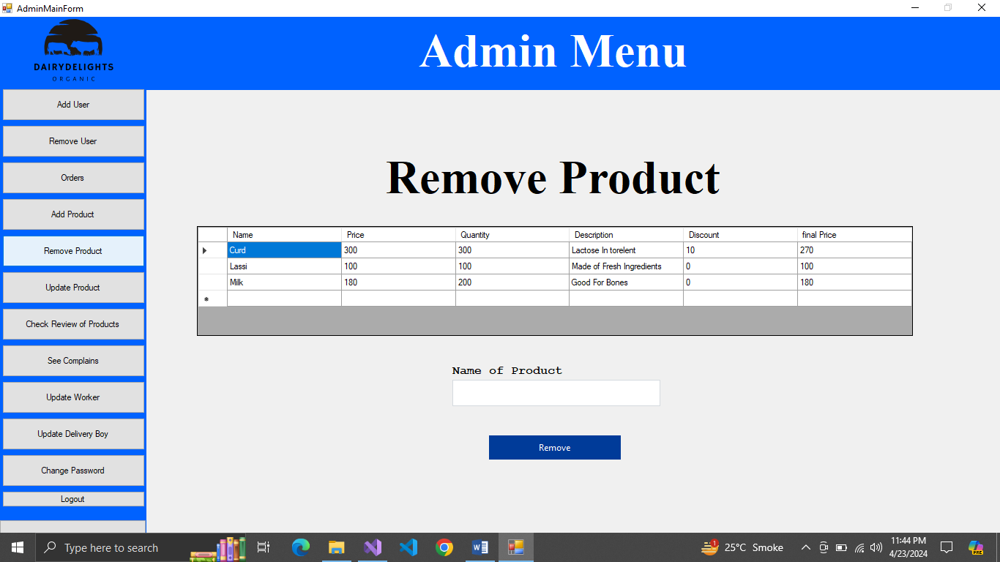 AdminMainForm
DAIRYDELIGHTS
ORGANIC
Admin Menu
Add User
Remove User
Orders
Add Product
Remove Product
Update Product
Check Review of Products
See Complains
Update Worker
Update Delivery Boy
Change Password
Logout
Remove Product
Name Price Quantity Description Discount final Price
Curd 300 300 Lactose In torelent 10 270
Lassi 100 100 Made of Fresh Ingredients 0 100
Milk 180 200 Good For Bones 0 180
Name of Product
Remove
Type here to search
1
25°C Smoke
11:44 PM
4/23/2024
PRE